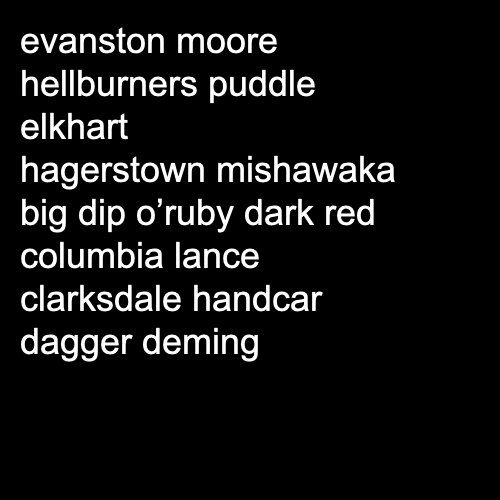 evanston moore
hellburners puddle
elkhart
hagerstown mishawaka
big dip o’ruby dark red
columbia lance
clarksdale handcar
dagger deming